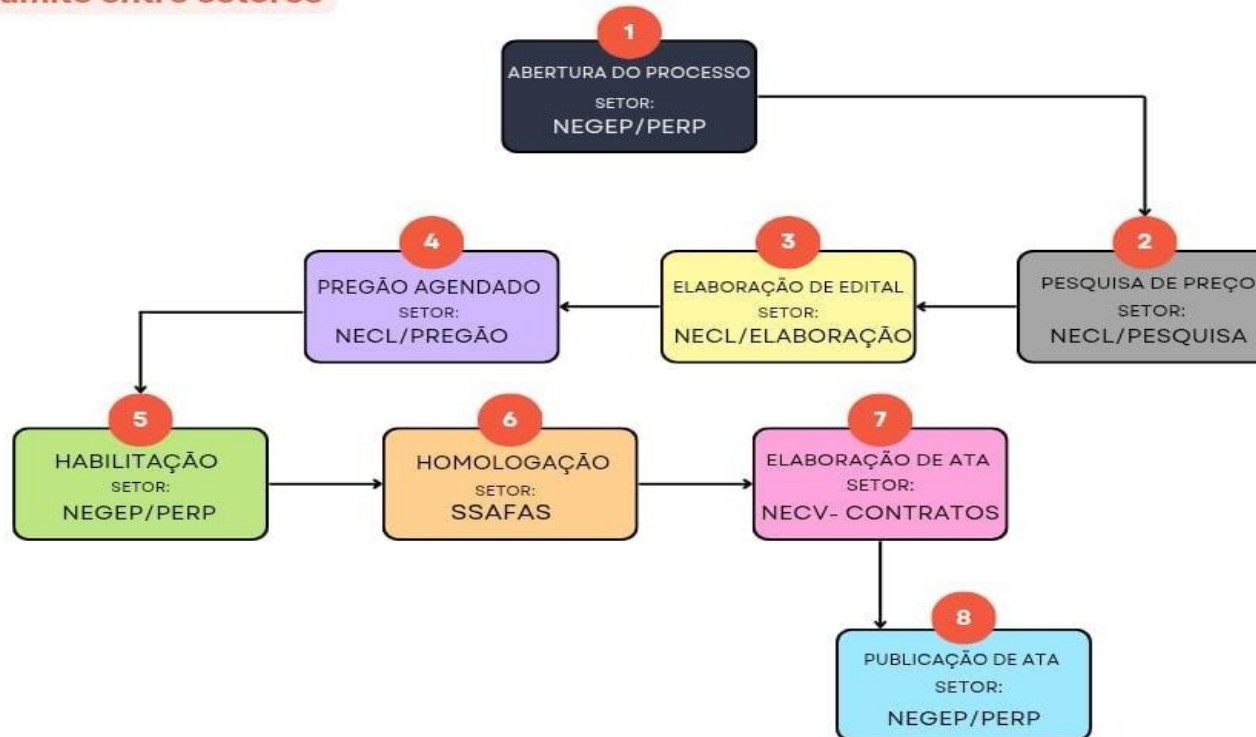 entre setores
1
ABERTURA DO PROCESSO
SETOR:
NEGEP/PERP
2
PESQUISA DE PREÇO
SETOR:
NECL/PESQUISA
3
ELABORAÇÃO DE EDITAL
SETOR:
NECL/ELABORAÇÃO
4
PREGÃO AGENDADO
SETOR:
NECL/PREGÃO
5
HABILITAÇÃO
SETOR:
NEGEP/PERP
6
HOMOLOGAÇÃO
SETOR:
SSAFAS
7
ELABORAÇÃO DE ATA
SETOR:
NECV- CONTRATOS
8
PUBLICAÇÃO DE ATA
SETOR:
NEGEP/PERP